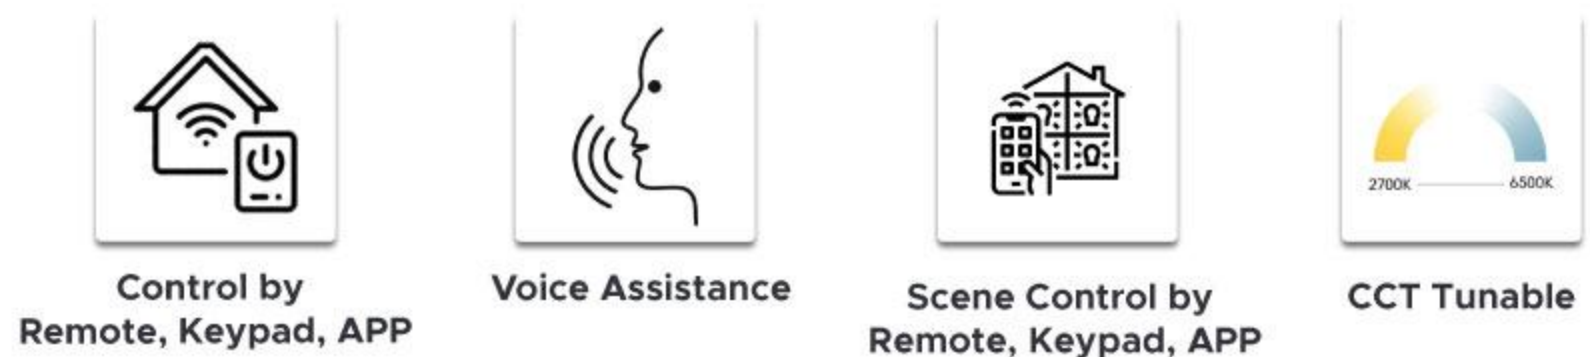 2700K
6500K
Control by
Remote, Keypad, APP
Voice Assistance
Scene Control by
Remote, Keypad, APP
CCT Tunable